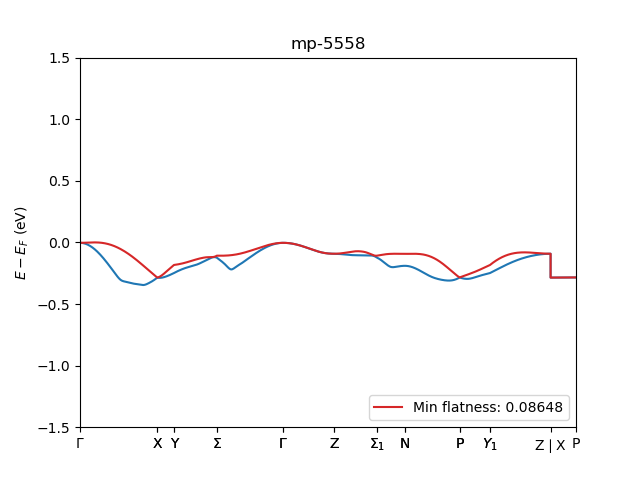 mp-5558
1.5
1.0
0.5
0.0
−0.5
−1.0
−1.5
E − E_F (eV)
Min flatness: 0.08648
Γ X Y Σ Γ Z Σ₁ N P Y₁ Z | X P